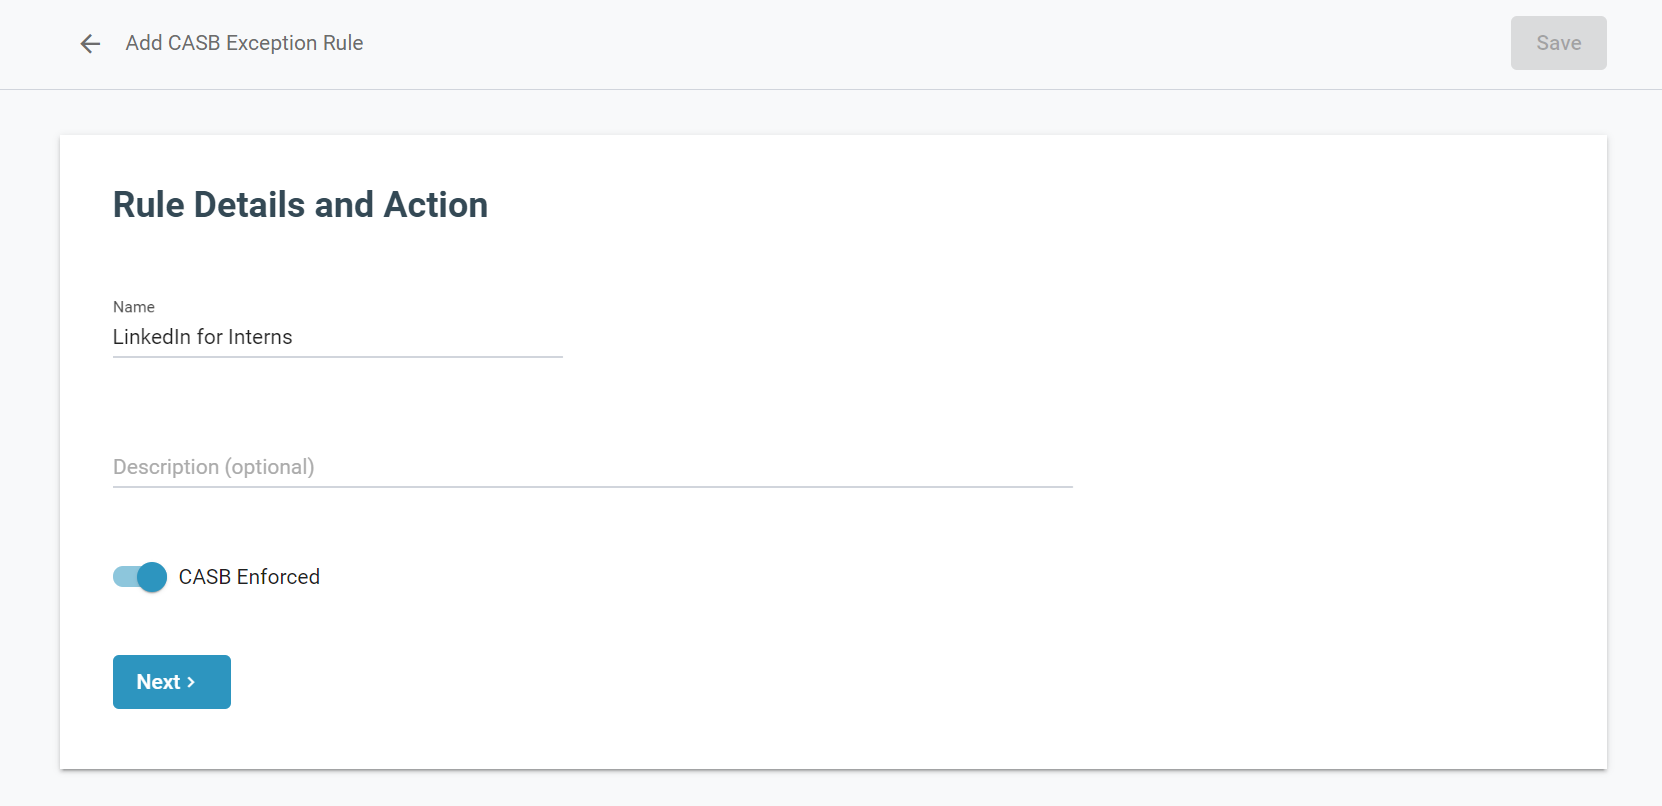 Add CASB Exception Rule
Save
Rule Details and Action
Name
LinkedIn for Interns
Description (optional)
CASB Enforced
Next